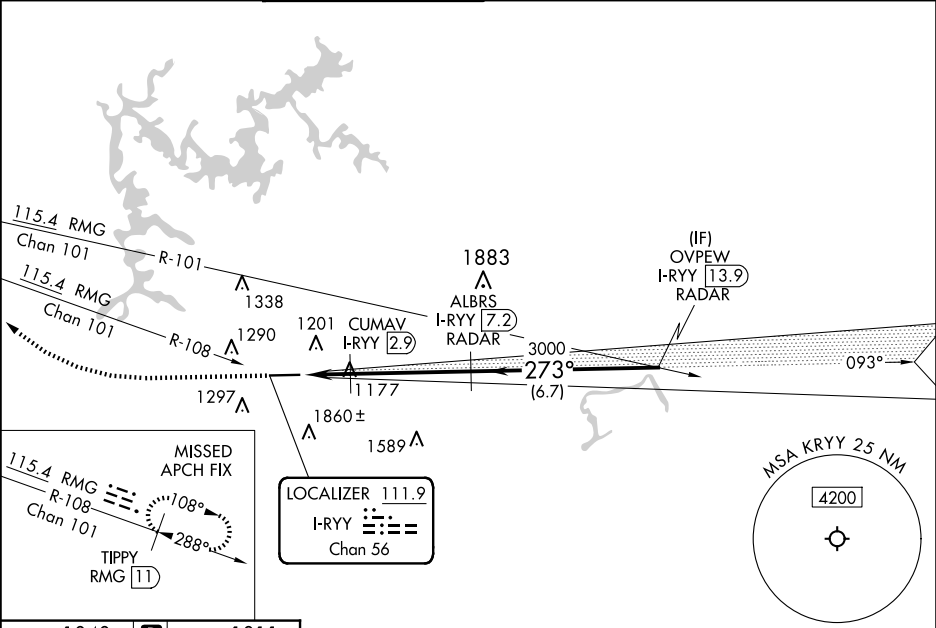 115.4 RMG
Chan 101
R-101
115.4 RMG
Chan 101
R-108
1338
1290
1201
CUMAV
I-RYY 2.9
1883
ALBRS
I-RYY 7.2
RADAR
(IF)
OVPEW
I-RYY 13.9
RADAR
3000
273°
(6.7)
093°
1177
1297
1860 ±
1589
MISSED
APCH FIX
115.4 RMG
R-108
Chan 101
108°
288°
TIPPY
RMG 11
LOCALIZER 111.9
I-RYY
Chan 56
MSA KRYY 25 NM
4200